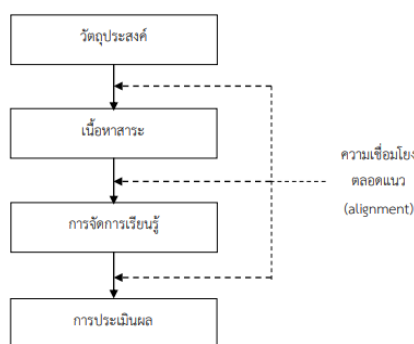 วัตถุประสงค์
เนื้อหาสาระ
ความเชื่อมโยง
ตลอดแนว
(alignment)
การจัดการเรียนรู้
การประเมินผล